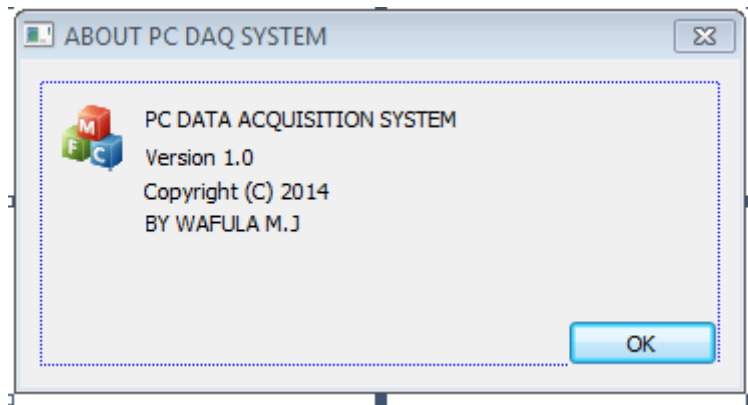 ABOUT PC DAQ SYSTEM
PC DATA ACQUISITION SYSTEM
Version 1.0
Copyright (C) 2014
BY WAFULA M.J
M
F C
OK